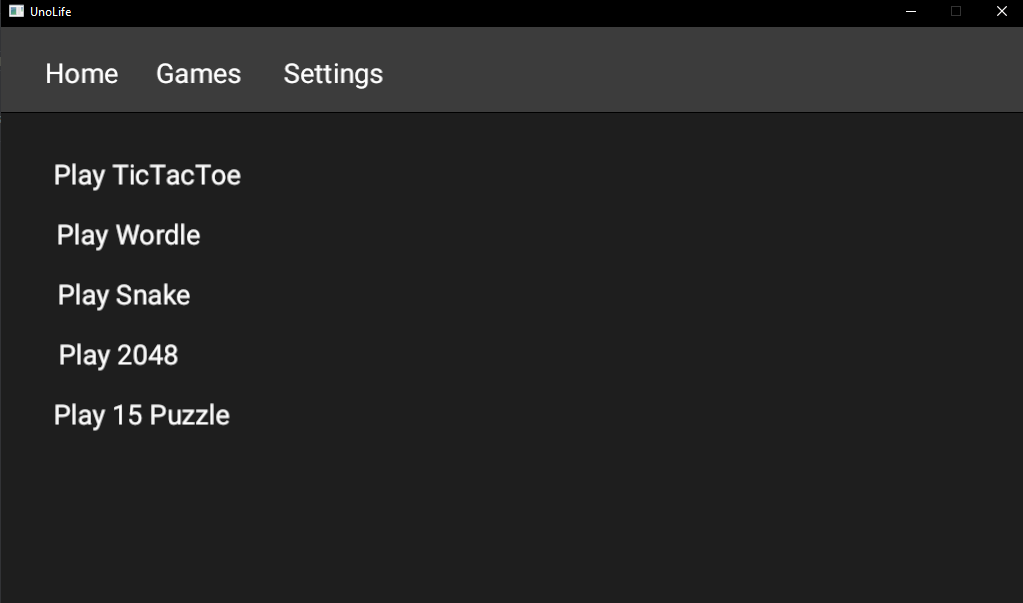 UnoLife
Home Games Settings
Play TicTacToe
Play Wordle
Play Snake
Play 2048
Play 15 Puzzle